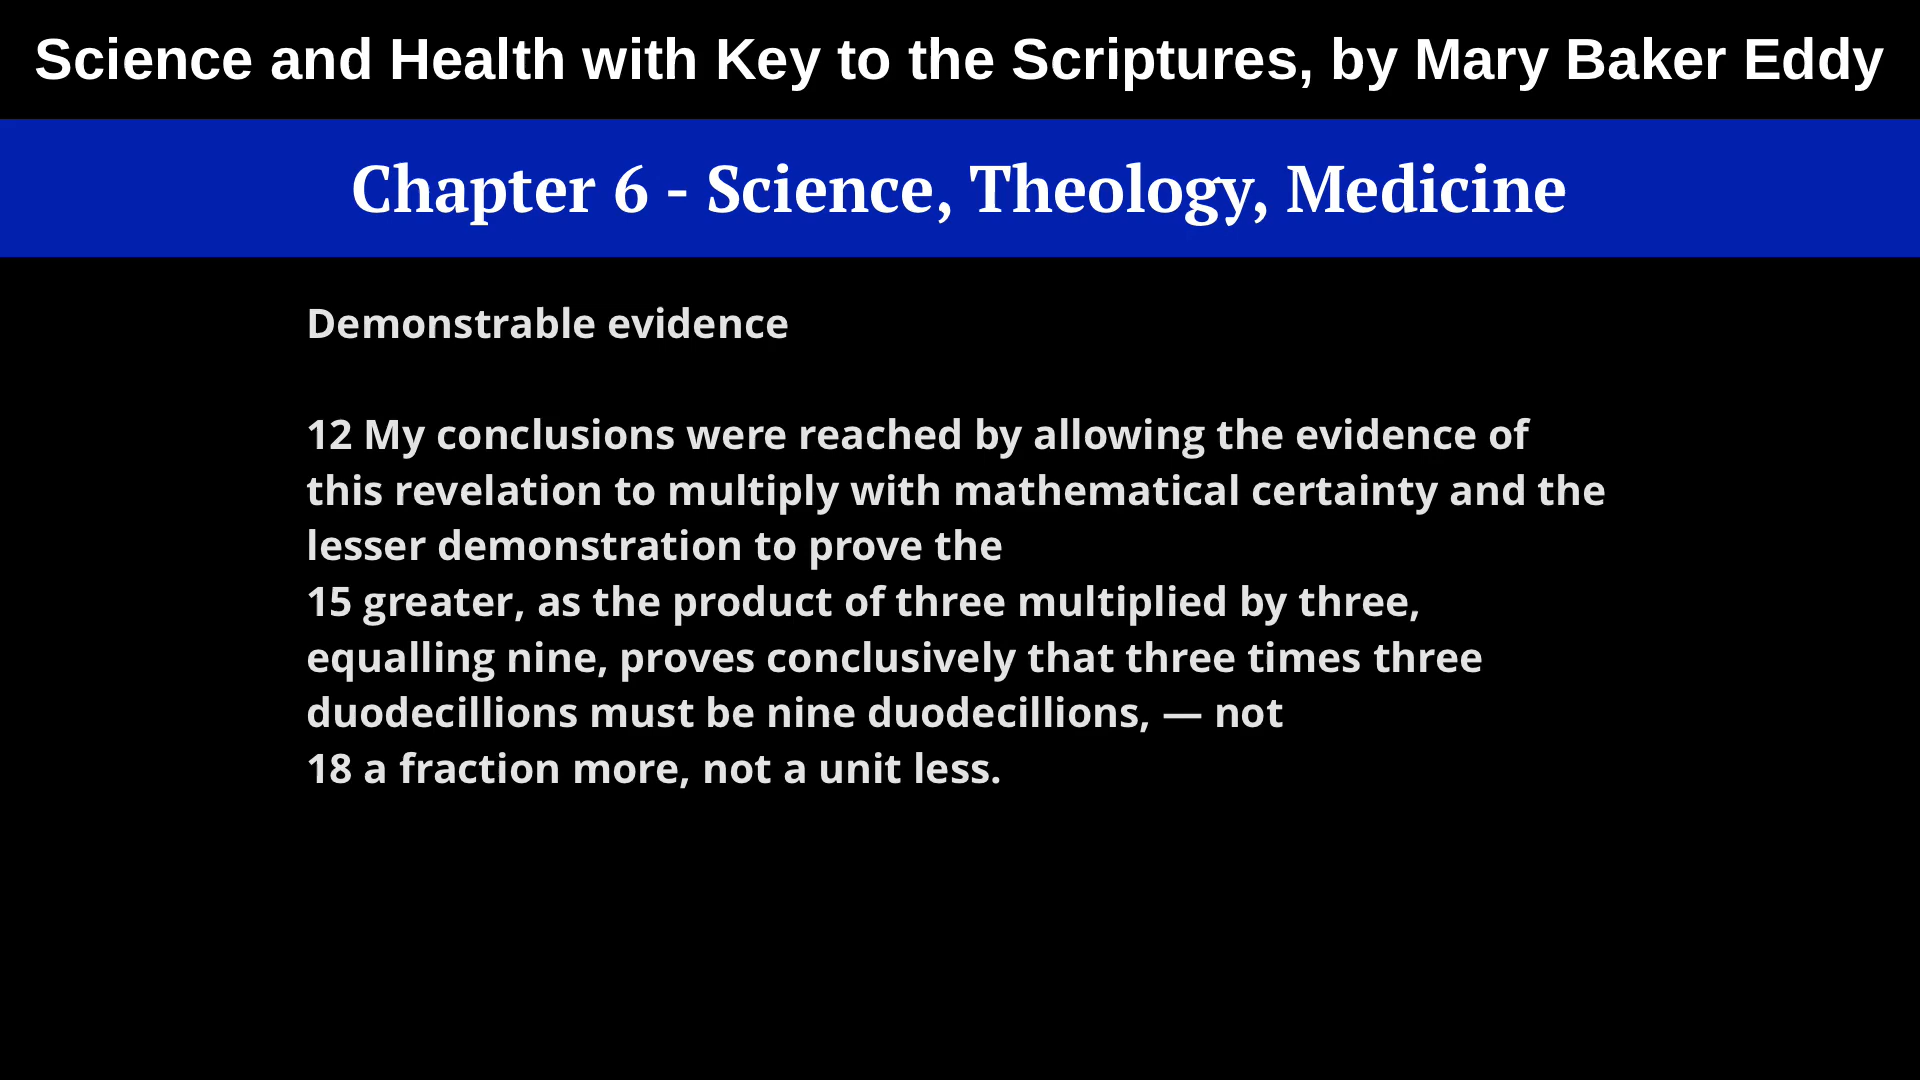 Science and Health with Key to the Scriptures, by Mary Baker Eddy
Chapter 6 - Science, Theology, Medicine
Demonstrable evidence
12 My conclusions were reached by allowing the evidence of
this revelation to multiply with mathematical certainty and the
lesser demonstration to prove the
15 greater, as the product of three multiplied by three,
equalling nine, proves conclusively that three times three
duodecillions must be nine duodecillions, — not
18 a fraction more, not a unit less.